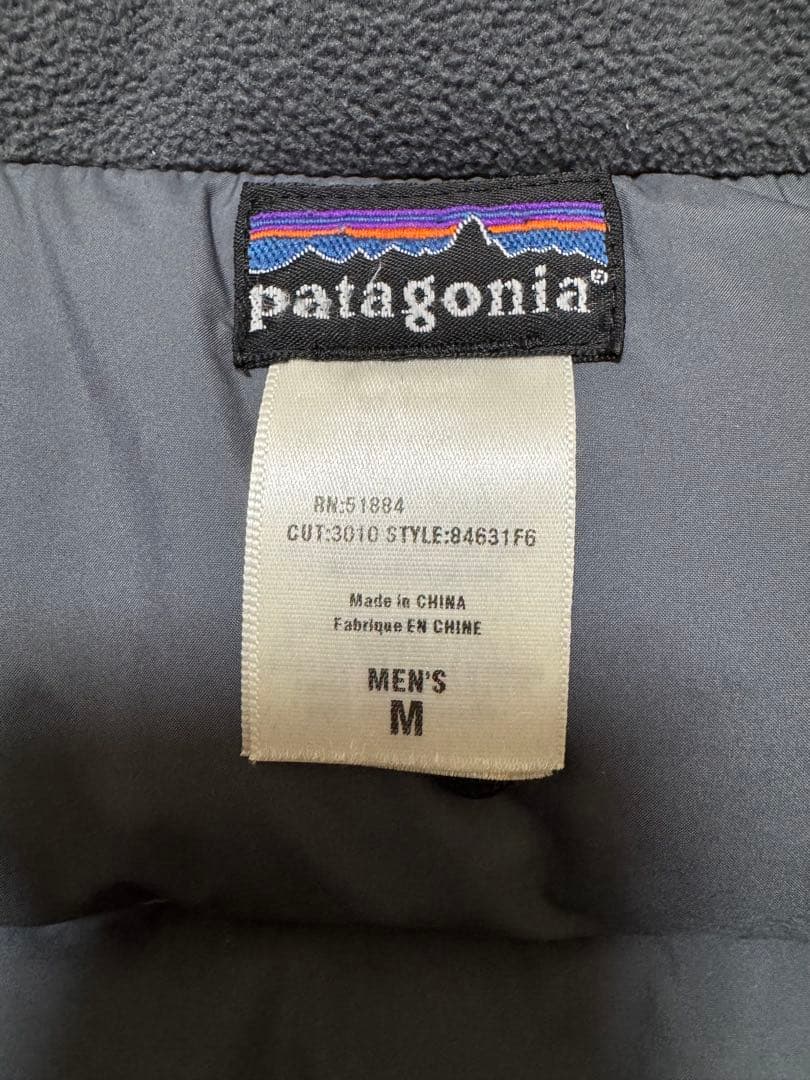 patagonia®
RN:51884
CUT:3010 STYLE:84631F6
Made in CHINA
Fabrique EN CHINE
MEN'S
M